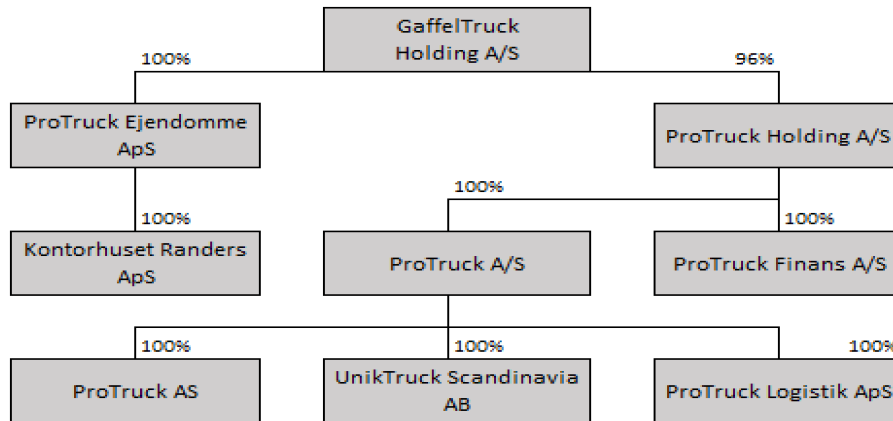 GaffelTruck
Holding A/S
100%
96%
ProTruck Ejendomme
ApS
ProTruck Holding A/S
100%
100%
100%
Kontorhuset Randers
ApS
ProTruck A/S
ProTruck Finans A/S
100%
100%
100%
ProTruck AS
UnikTruck Scandinavia
AB
ProTruck Logistik ApS